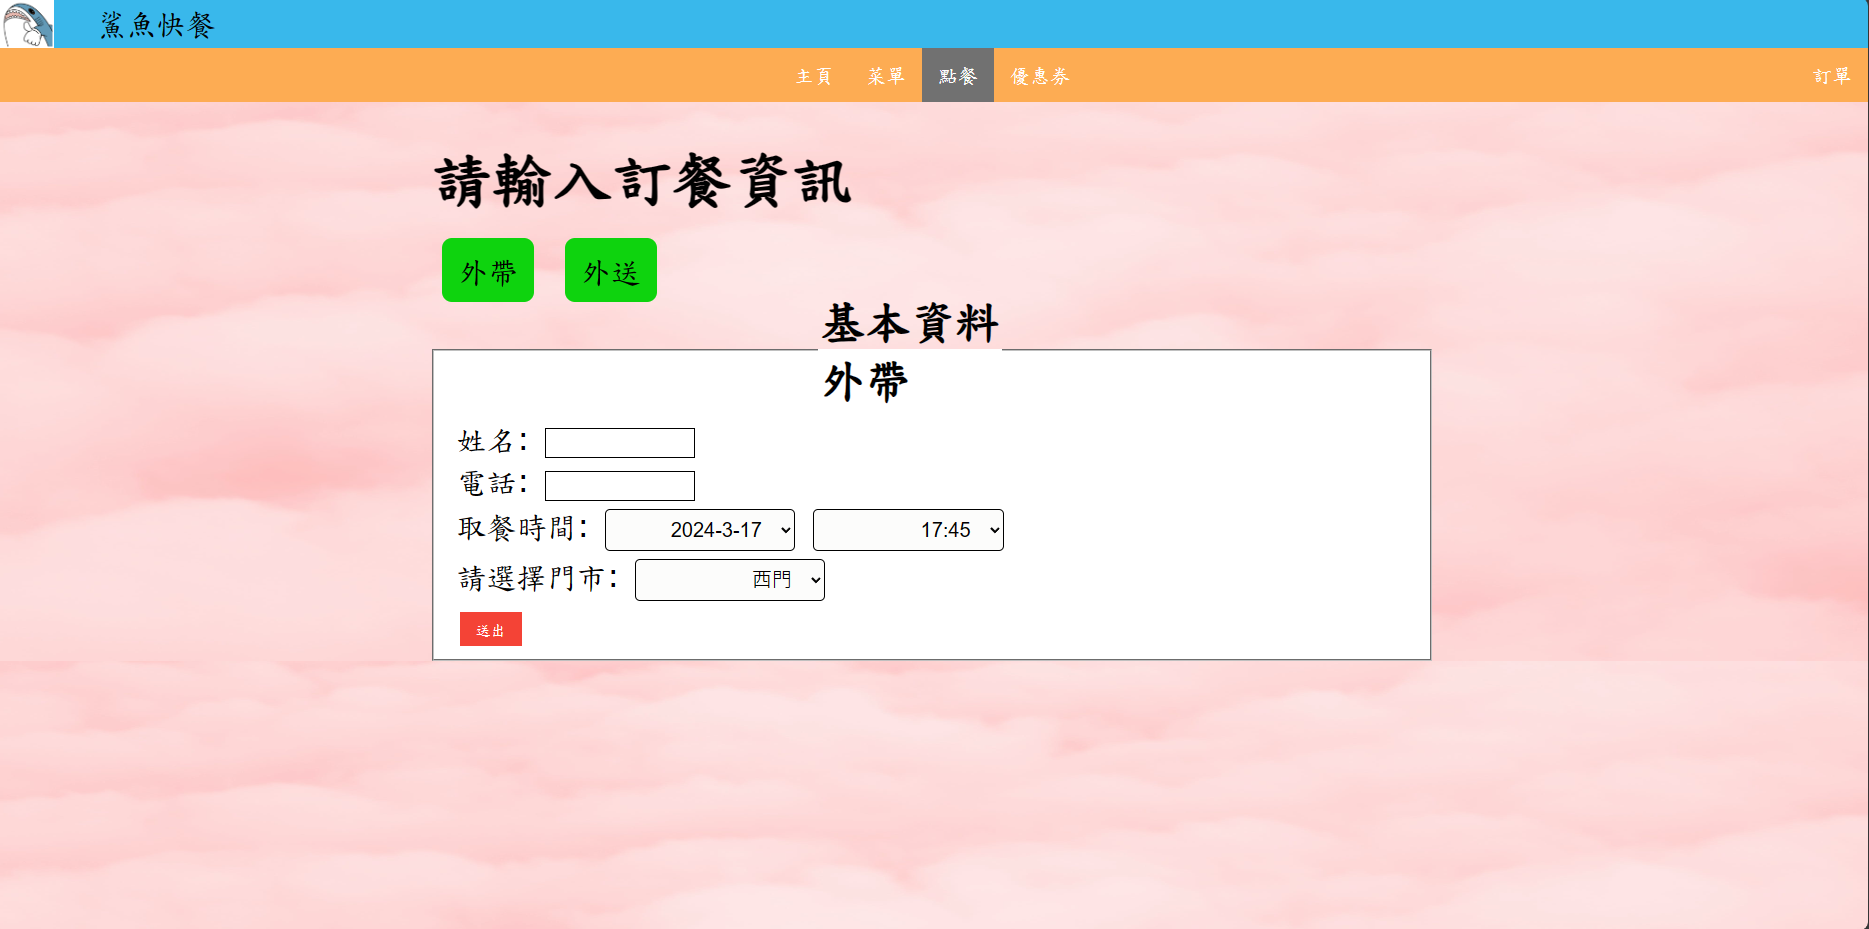 鯊魚快餐
主頁 菜單 點餐 優惠券 訂單
請輸入訂餐資訊
外帶 外送
基本資料
外帶
姓名:
電話:
取餐時間: 2024-3-17 17:45
請選擇門市: 西門
送出